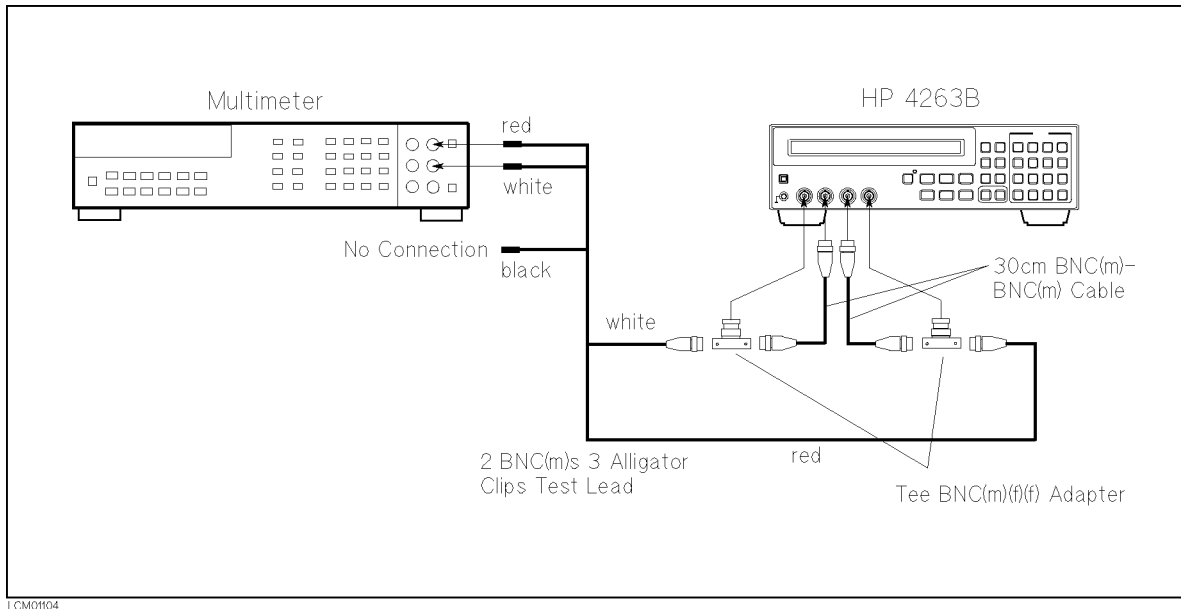 Multimeter
HP 4263B
red
white
No Connection
black
30cm BNC(m)-
BNC(m) Cable
white
red
2 BNC(m)s 3 Alligator
Clips Test Lead
Tee BNC(m)(f)(f) Adapter
LCM01104